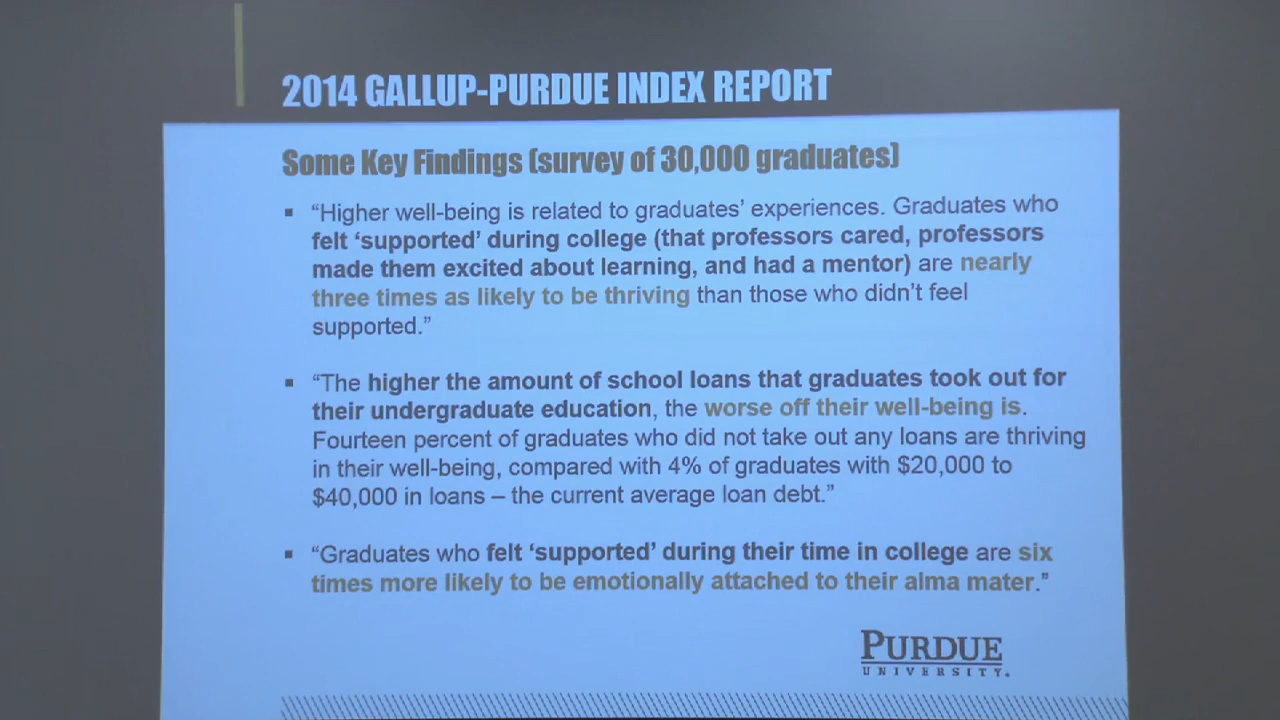 2014 GALLUP-PURDUE INDEX REPORT
Some Key Findings (survey of 30,000 graduates)
▪ “Higher well-being is related to graduates’ experiences. Graduates who
felt ‘supported’ during college (that professors cared, professors
made them excited about learning, and had a mentor) are nearly
three times as likely to be thriving than those who didn’t feel
supported.”
▪ “The higher the amount of school loans that graduates took out for
their undergraduate education, the worse off their well-being is.
Fourteen percent of graduates who did not take out any loans are thriving
in their well-being, compared with 4% of graduates with $20,000 to
$40,000 in loans – the current average loan debt.”
▪ “Graduates who felt ‘supported’ during their time in college are six
times more likely to be emotionally attached to their alma mater.”
PURDUE
UNIVERSITY.